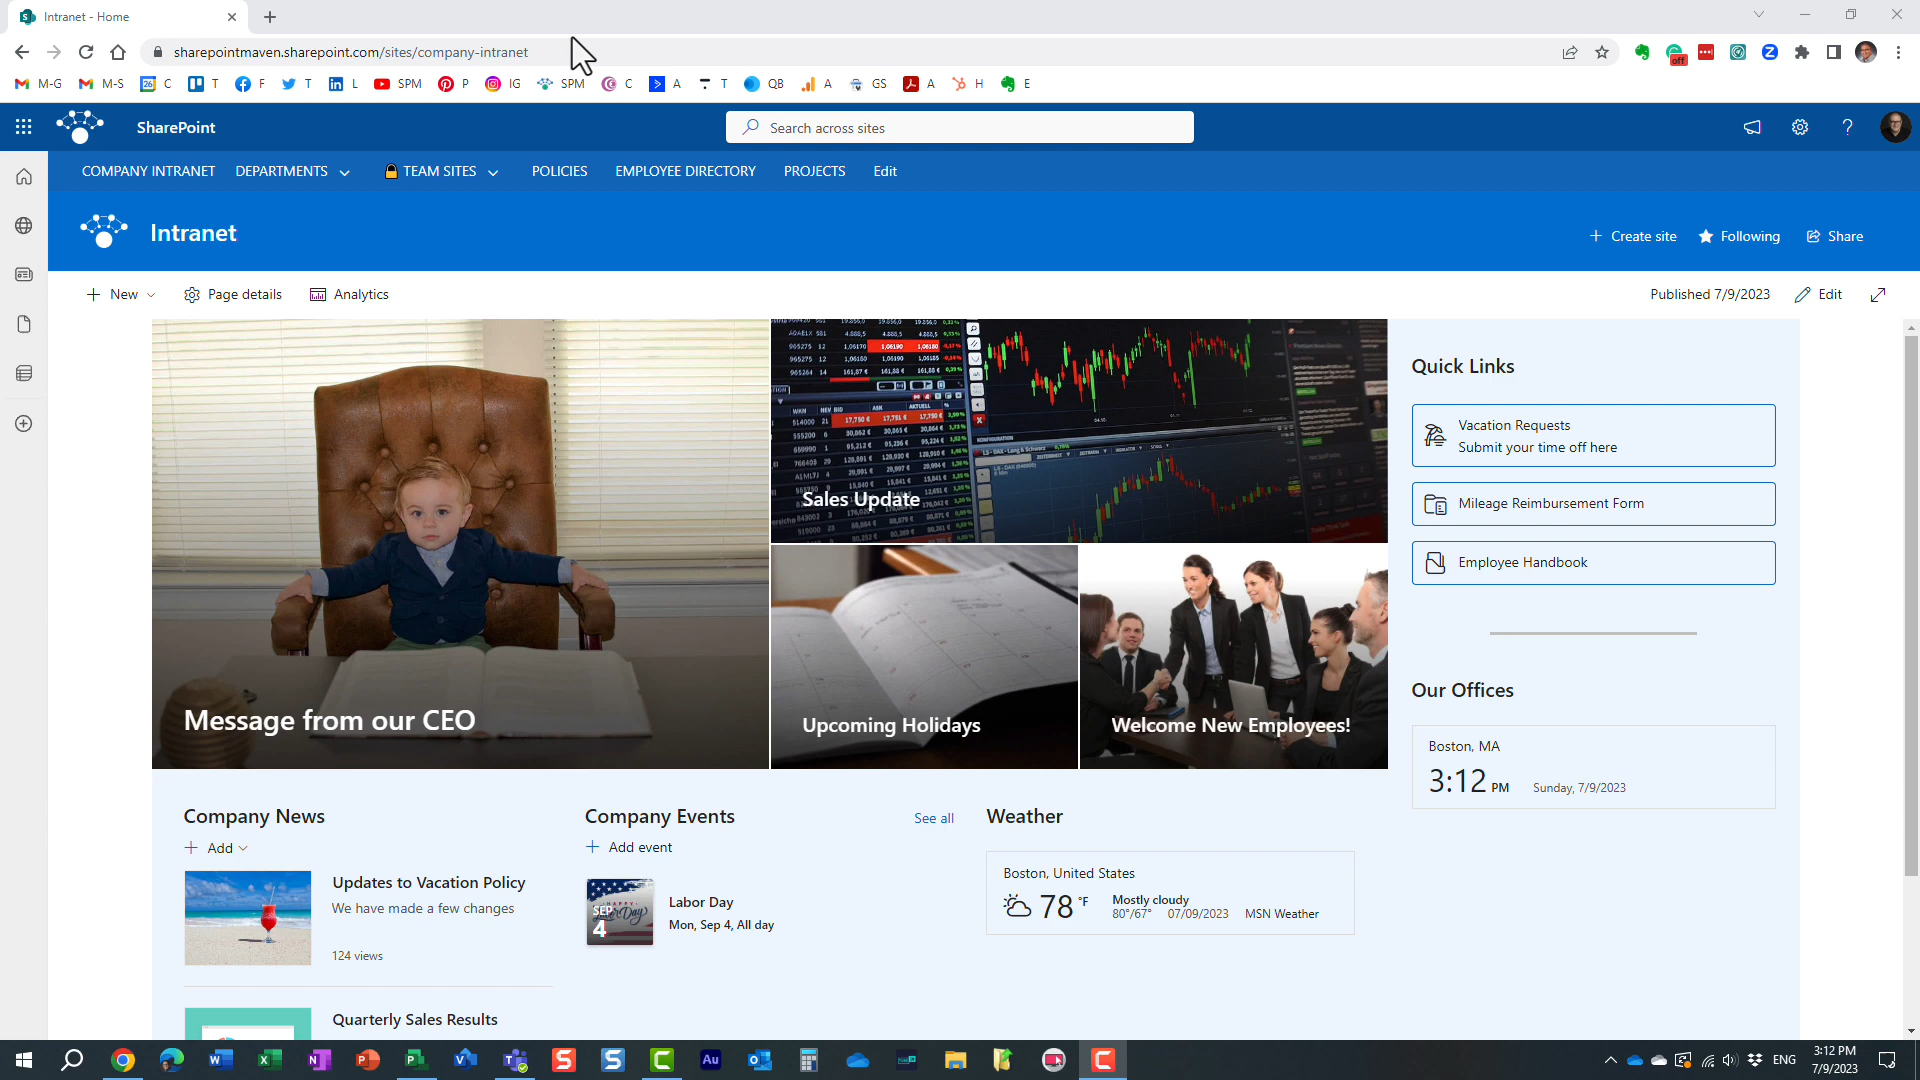 Intranet - Home
sharepointmaven.sharepoint.com/sites/company-intranet
off
M-G
M-S
26
C
T
F
T
L
SPM
P
IG
SPM
C
A
T
QB
A
GS
A
H
E
SharePoint
Search across sites
COMPANY INTRANET
DEPARTMENTS
TEAM SITES
POLICIES
EMPLOYEE DIRECTORY
PROJECTS
Edit
Intranet
Create site
Following
Share
New
Page details
Analytics
Published 7/9/2023
Edit
Message from our CEO
Sales Update
Upcoming Holidays
Welcome New Employees!
Quick Links
Vacation Requests
Submit your time off here
Mileage Reimbursement Form
Employee Handbook
Our Offices
Boston, MA
3:12 PM
Sunday, 7/9/2023
Company News
Add
Updates to Vacation Policy
We have made a few changes
124 views
Quarterly Sales Results
Company Events
See all
Add event
SEP
4
Labor Day
Mon, Sep 4, All day
Weather
Boston, United States
78 °F
Mostly cloudy
80°/67°
07/09/2023
MSN Weather
Au
ENG
3:12 PM
7/9/2023